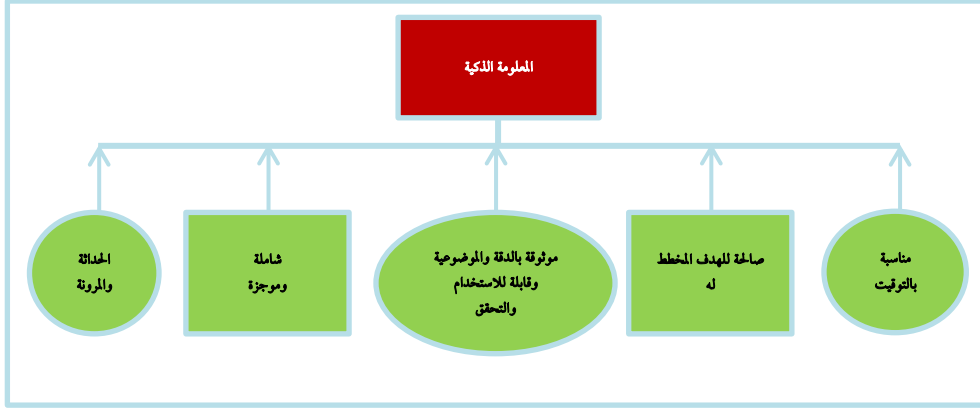 المعلومة الذكية
مناسبة
بالتوقيت
صالحة للهدف المخطط
له
موثوقة بالدقة والموضوعية
وقابلة للاستخدام
والتحقق
شاملة
وموجزة
الحداثة
والمرونة